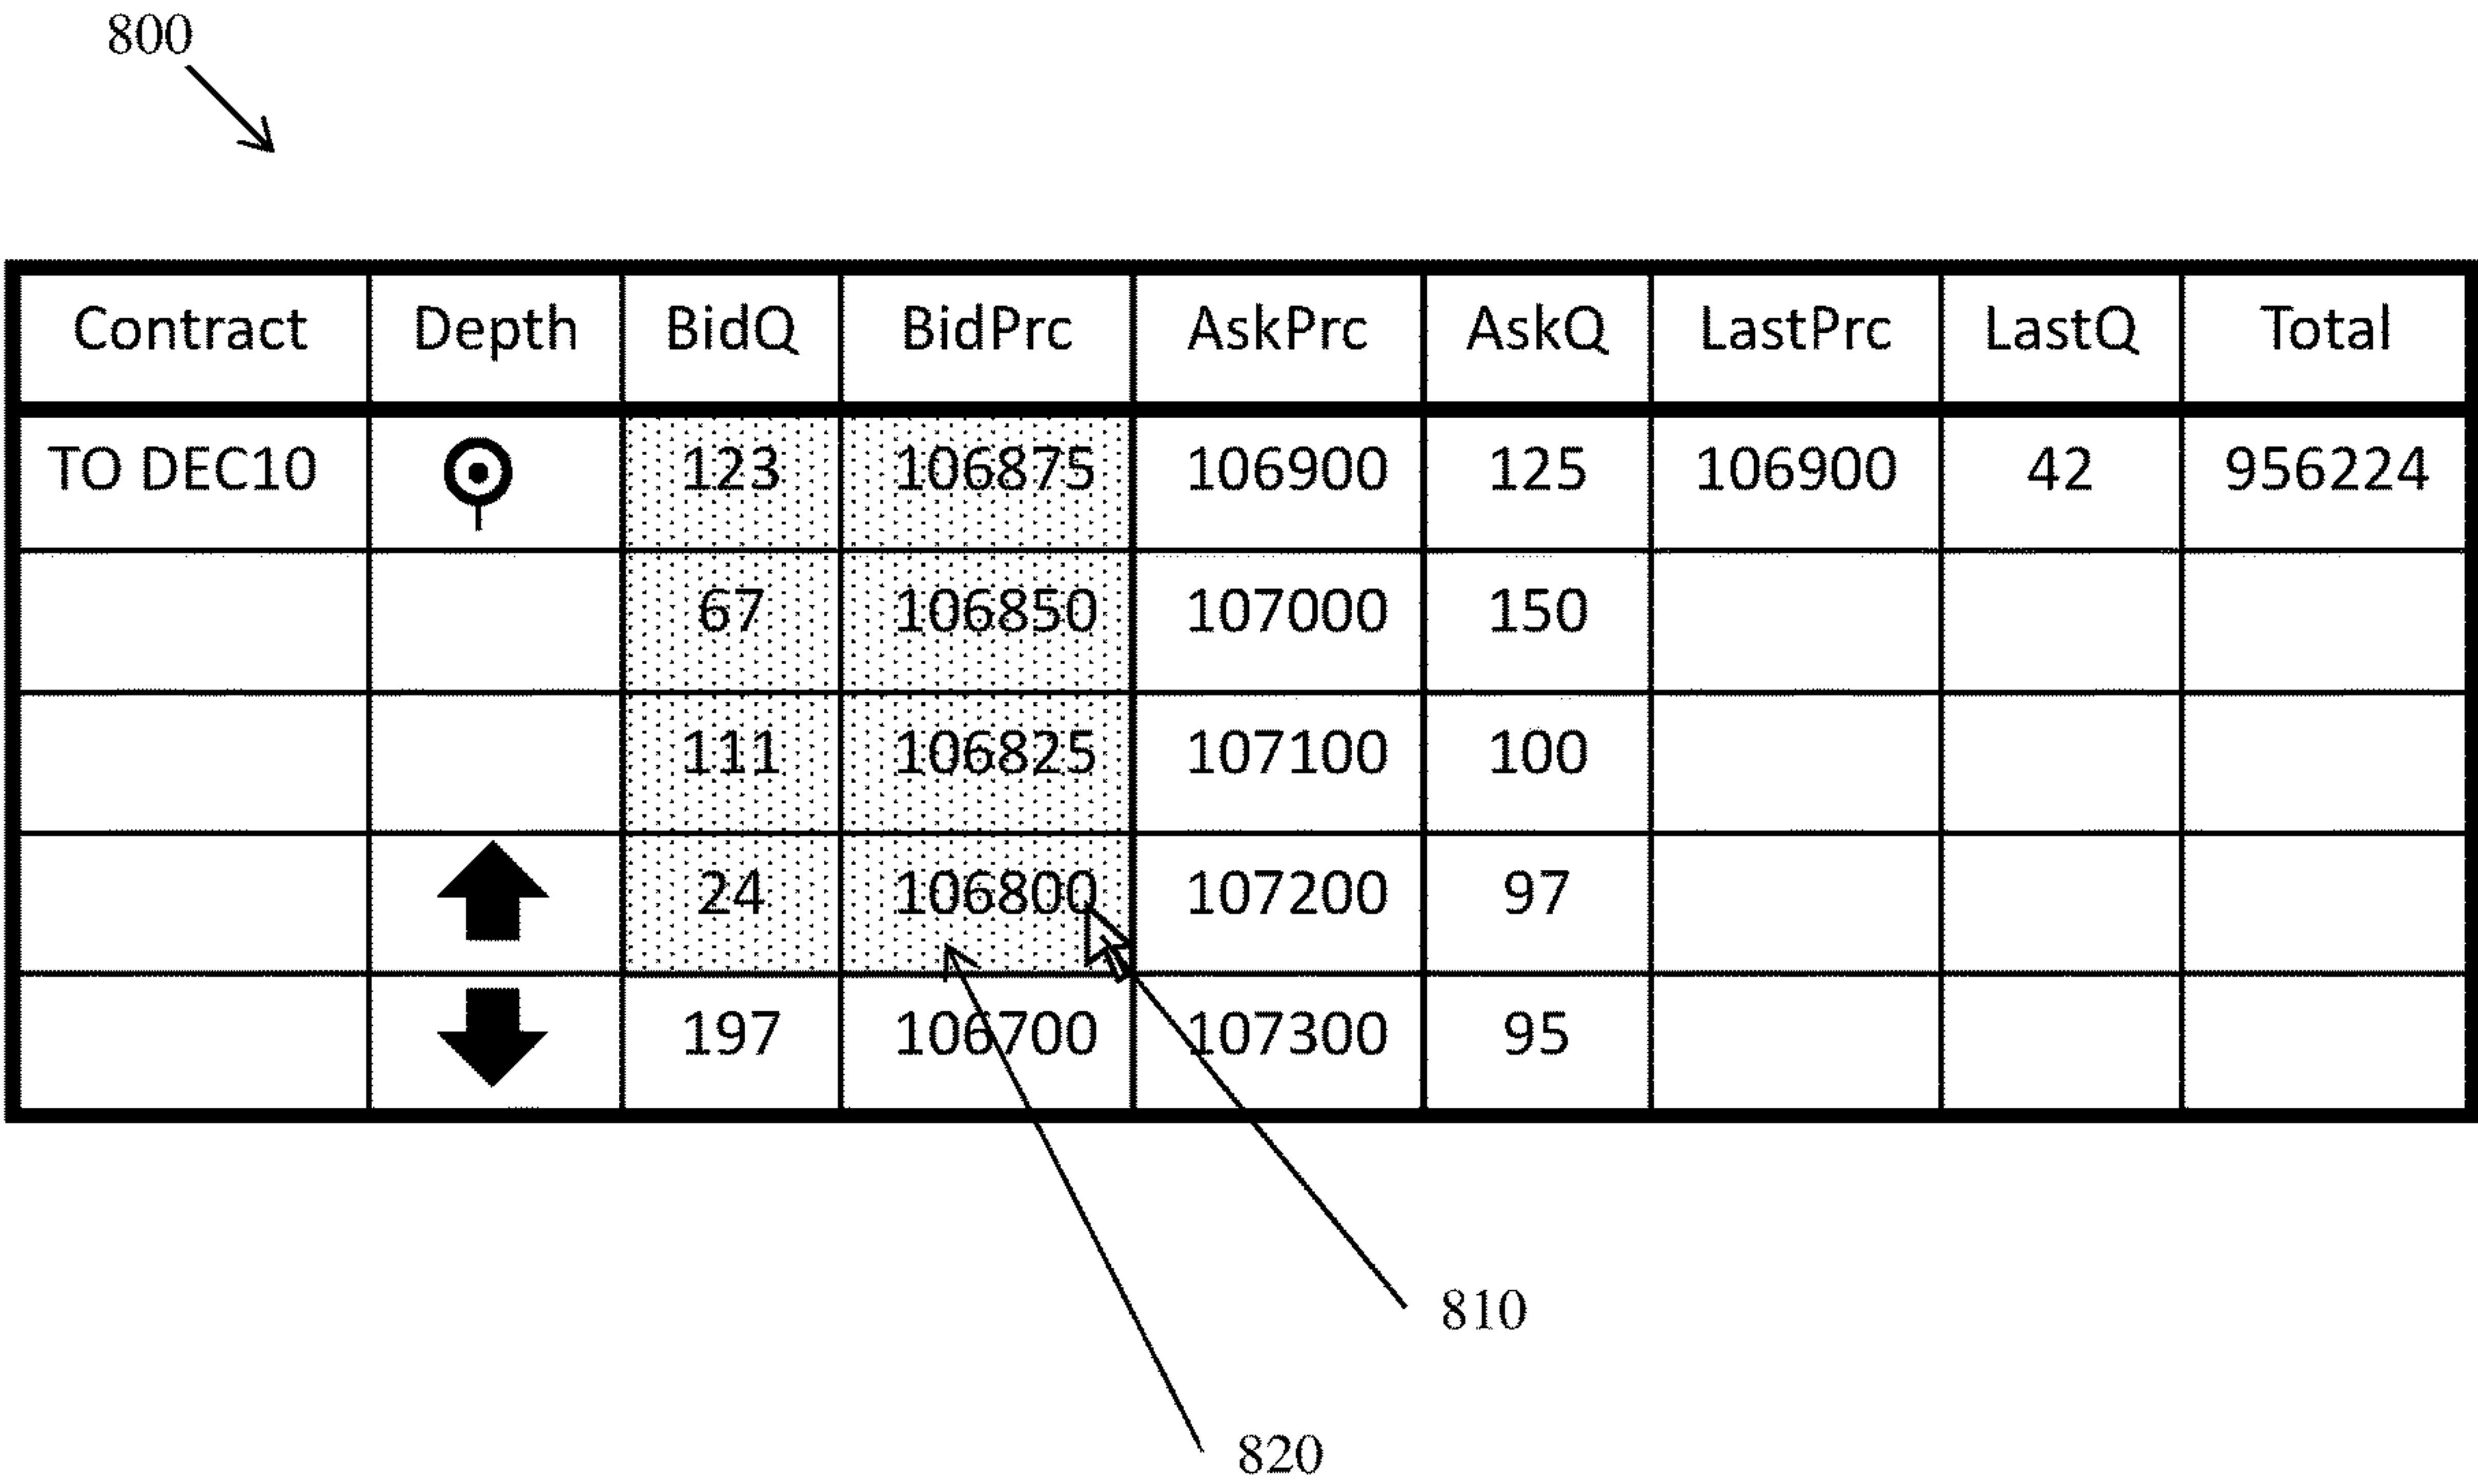 800
Contract Depth BidQ BidPrc AskPrc AskQ LastPrc LastQ Total
TO DEC10 123 106875 106900 125 106900 42 956224
67 106850 107000 150
111 106825 107100 100
24 106800 107200 97
197 106700 107300 95
810
820